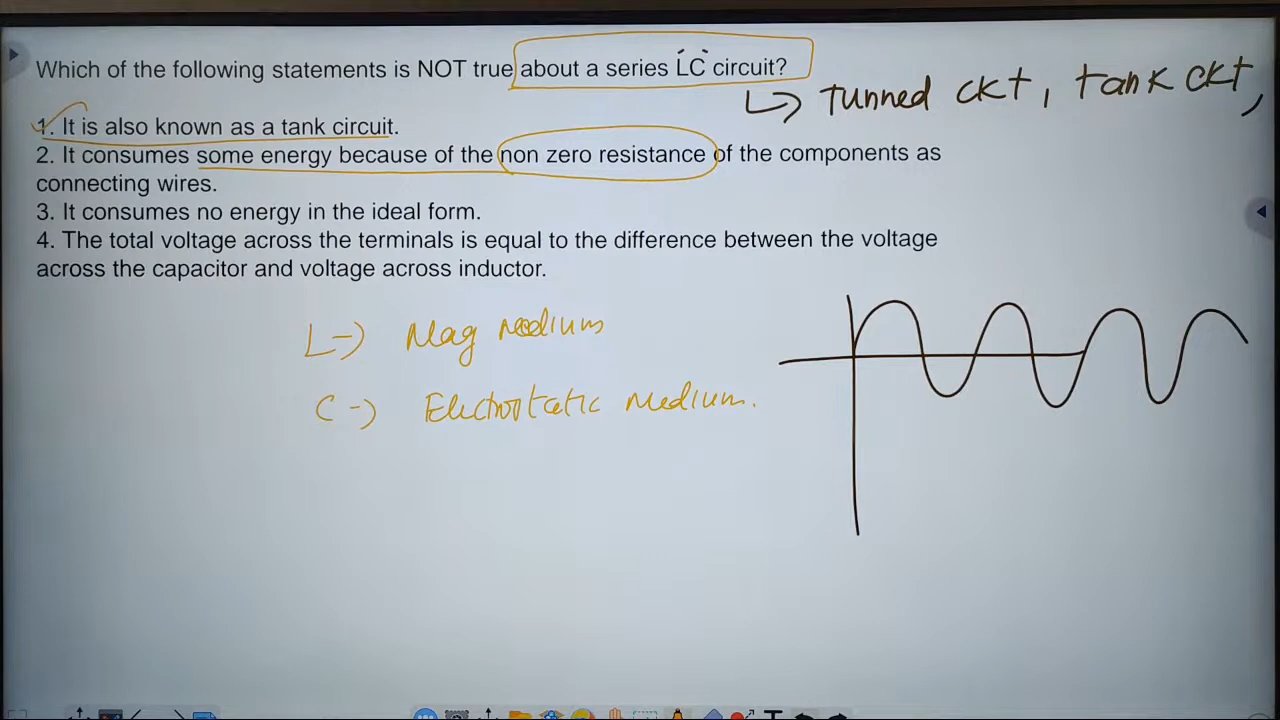 Which of the following statements is NOT true about a series LC circuit?
↳ Tunned ckt, tank ckt,
1. It is also known as a tank circuit.
2. It consumes some energy because of the non zero resistance of the components as
connecting wires.
3. It consumes no energy in the ideal form.
4. The total voltage across the terminals is equal to the difference between the voltage
across the capacitor and voltage across inductor.
L → Mag medium
C → Electrostatic medium.